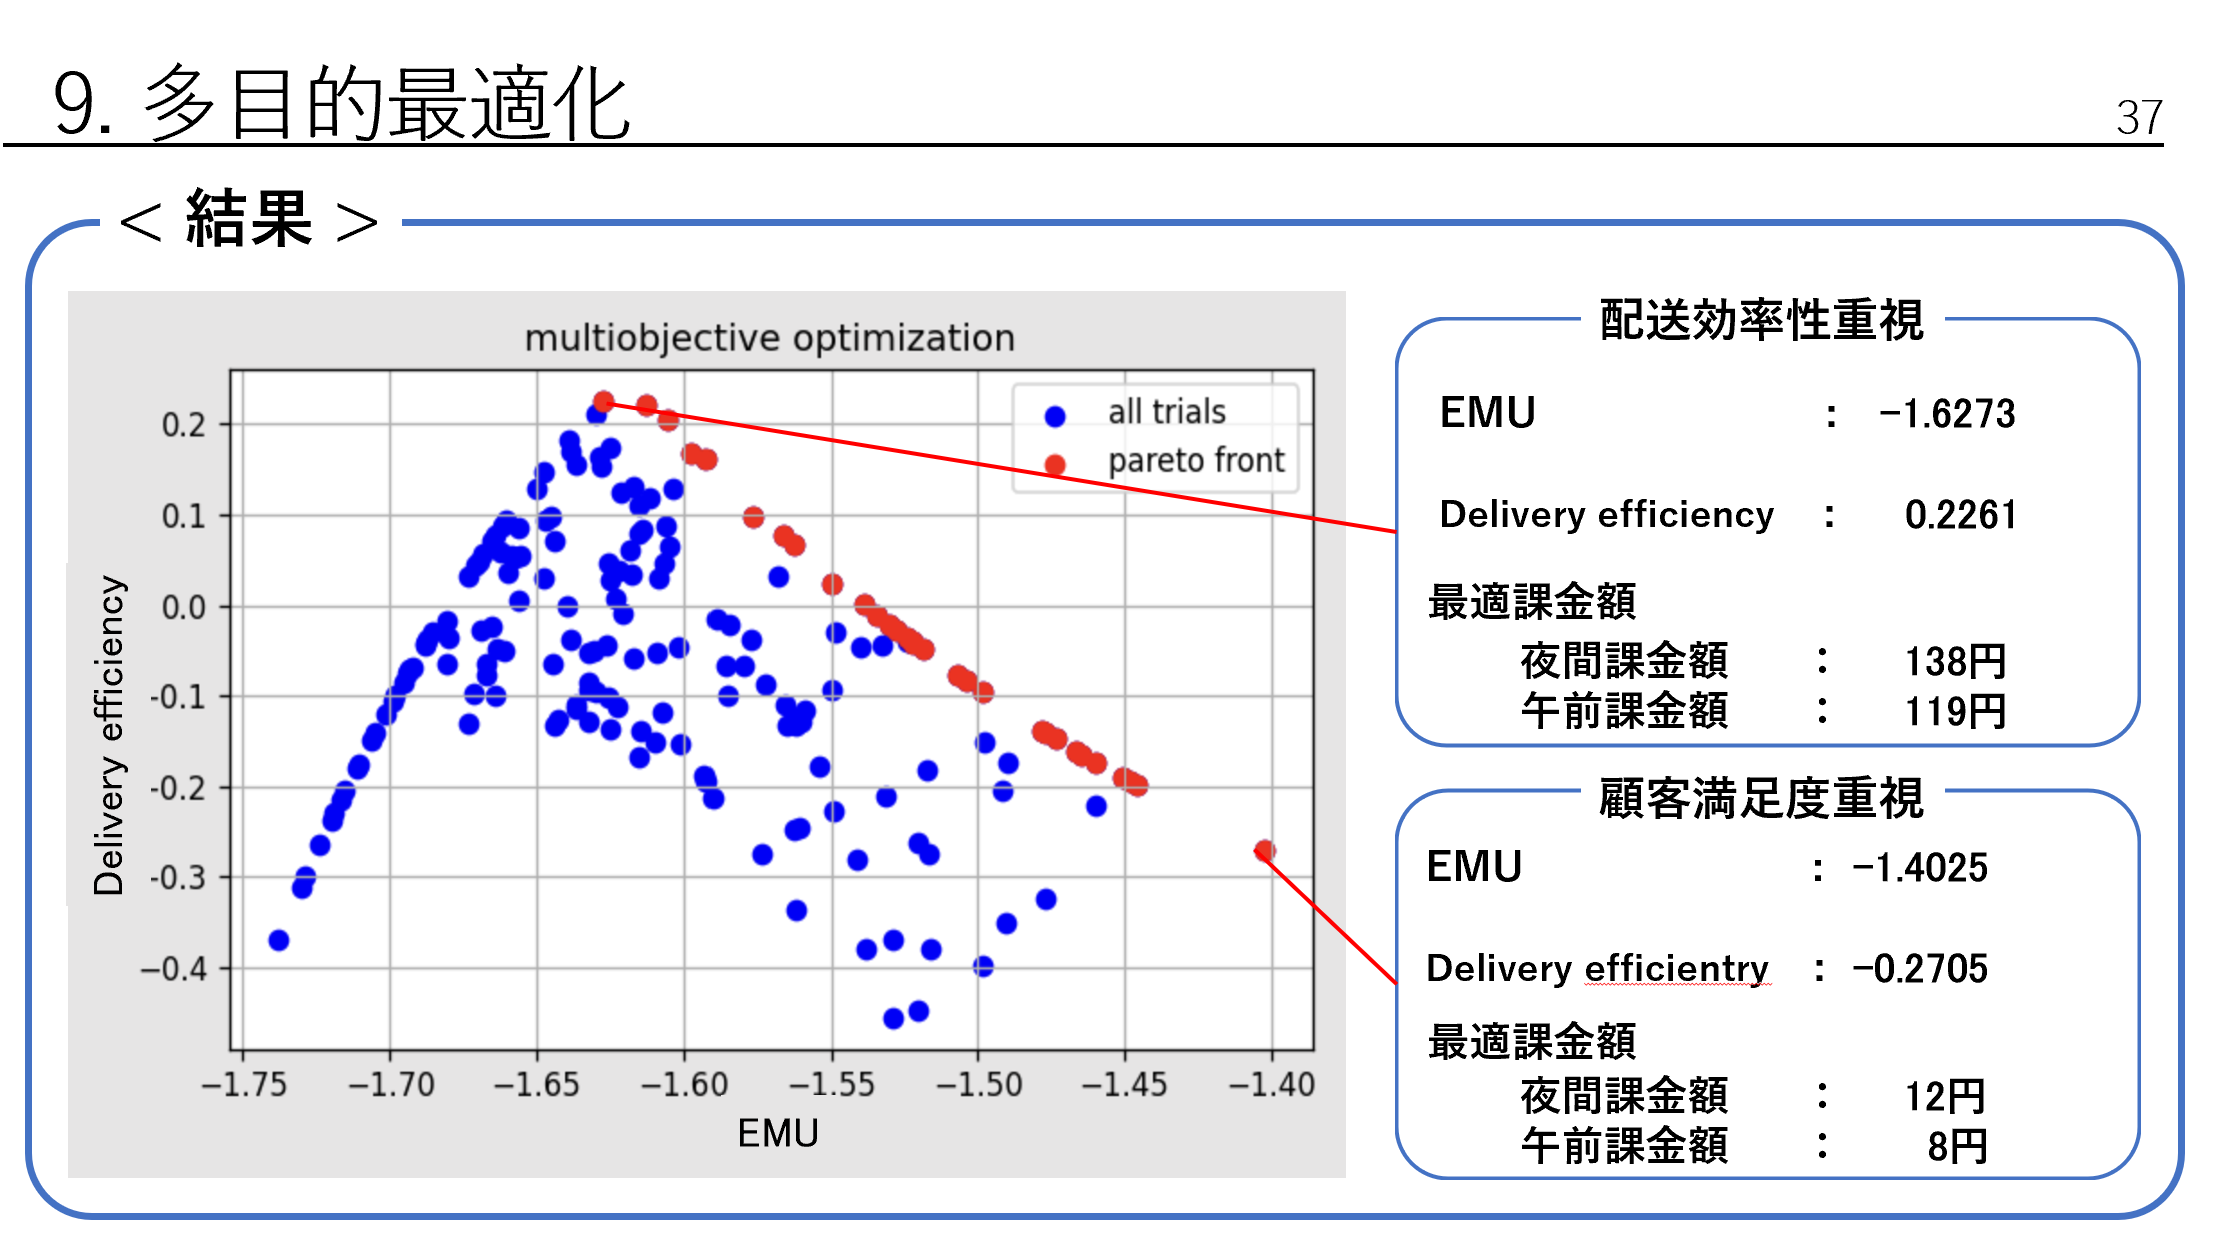 9. 多目的最適化
37
< 結果 >
multiobjective optimization
all trials
pareto front
0.2
0.1
0.0
-0.1
-0.2
-0.3
−0.4
Delivery efficiency
−1.75 −1.70 −1.65 −1.60 −1.55 −1.50 −1.45 −1.40
EMU
配送効率性重視
EMU : −1.6273
Delivery efficiency : 0.2261
最適課金額
夜間課金額 : 138円
午前課金額 : 119円
顧客満足度重視
EMU : −1.4025
Delivery efficientry : −0.2705
最適課金額
夜間課金額 : 12円
午前課金額 : 8円